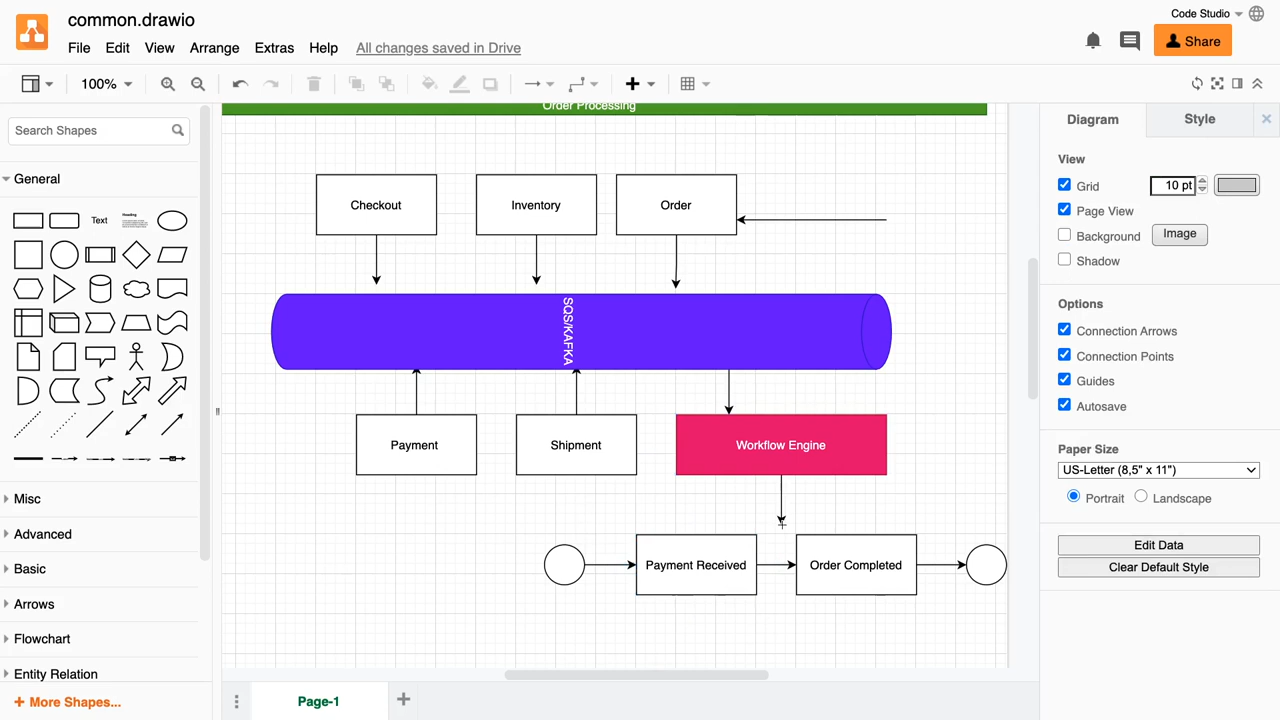 common.drawio
Code Studio
File Edit View Arrange Extras Help All changes saved in Drive
Share
100%
Search Shapes
General
Text
Heading
Misc
Advanced
Basic
Arrows
Flowchart
Entity Relation
+ More Shapes...
Order Processing
Checkout
Inventory
Order
SQS/KAFKA
Payment
Shipment
Workflow Engine
Payment Received
Order Completed
Page-1
Diagram Style
View
Grid 10 pt
Page View
Background Image
Shadow
Options
Connection Arrows
Connection Points
Guides
Autosave
Paper Size
US-Letter (8,5" x 11")
Portrait Landscape
Edit Data
Clear Default Style